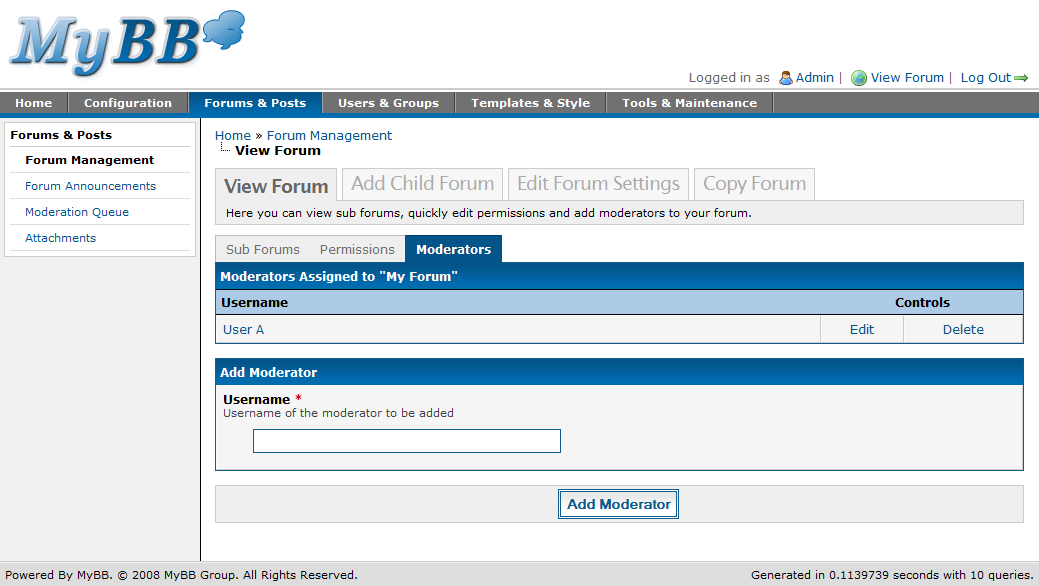 MyBB
Logged in as Admin | View Forum | Log Out
Home Configuration Forums & Posts Users & Groups Templates & Style Tools & Maintenance
Forums & Posts
Forum Management
Forum Announcements
Moderation Queue
Attachments
Home » Forum Management
View Forum
View Forum Add Child Forum Edit Forum Settings Copy Forum
Here you can view sub forums, quickly edit permissions and add moderators to your forum.
Sub Forums Permissions Moderators
Moderators Assigned to "My Forum"
Username Controls
User A Edit Delete
Add Moderator
Username *
Username of the moderator to be added
Add Moderator
Powered By MyBB. © 2008 MyBB Group. All Rights Reserved. Generated in 0.1139739 seconds with 10 queries.